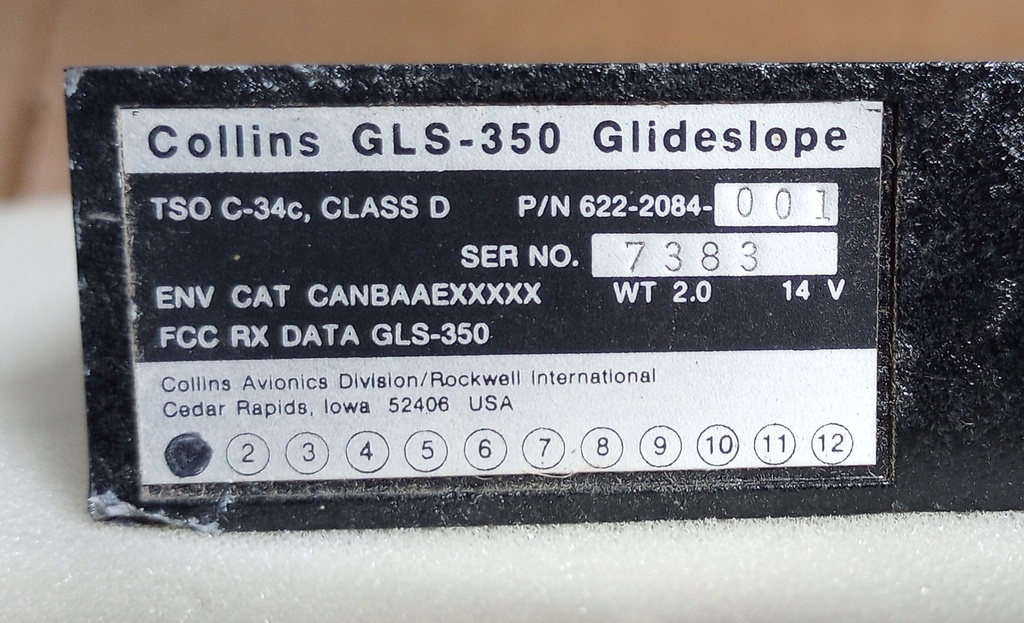 Collins GLS-350 Glideslope
TSO C-34c, CLASS D P/N 622-2084-001
SER NO. 7383
ENV CAT CANBAAEXXXXX WT 2.0 14 V
FCC RX DATA GLS-350
Collins Avionics Division/Rockwell International
Cedar Rapids, Iowa 52406 USA
2 3 4 5 6 7 8 9 10 11 12